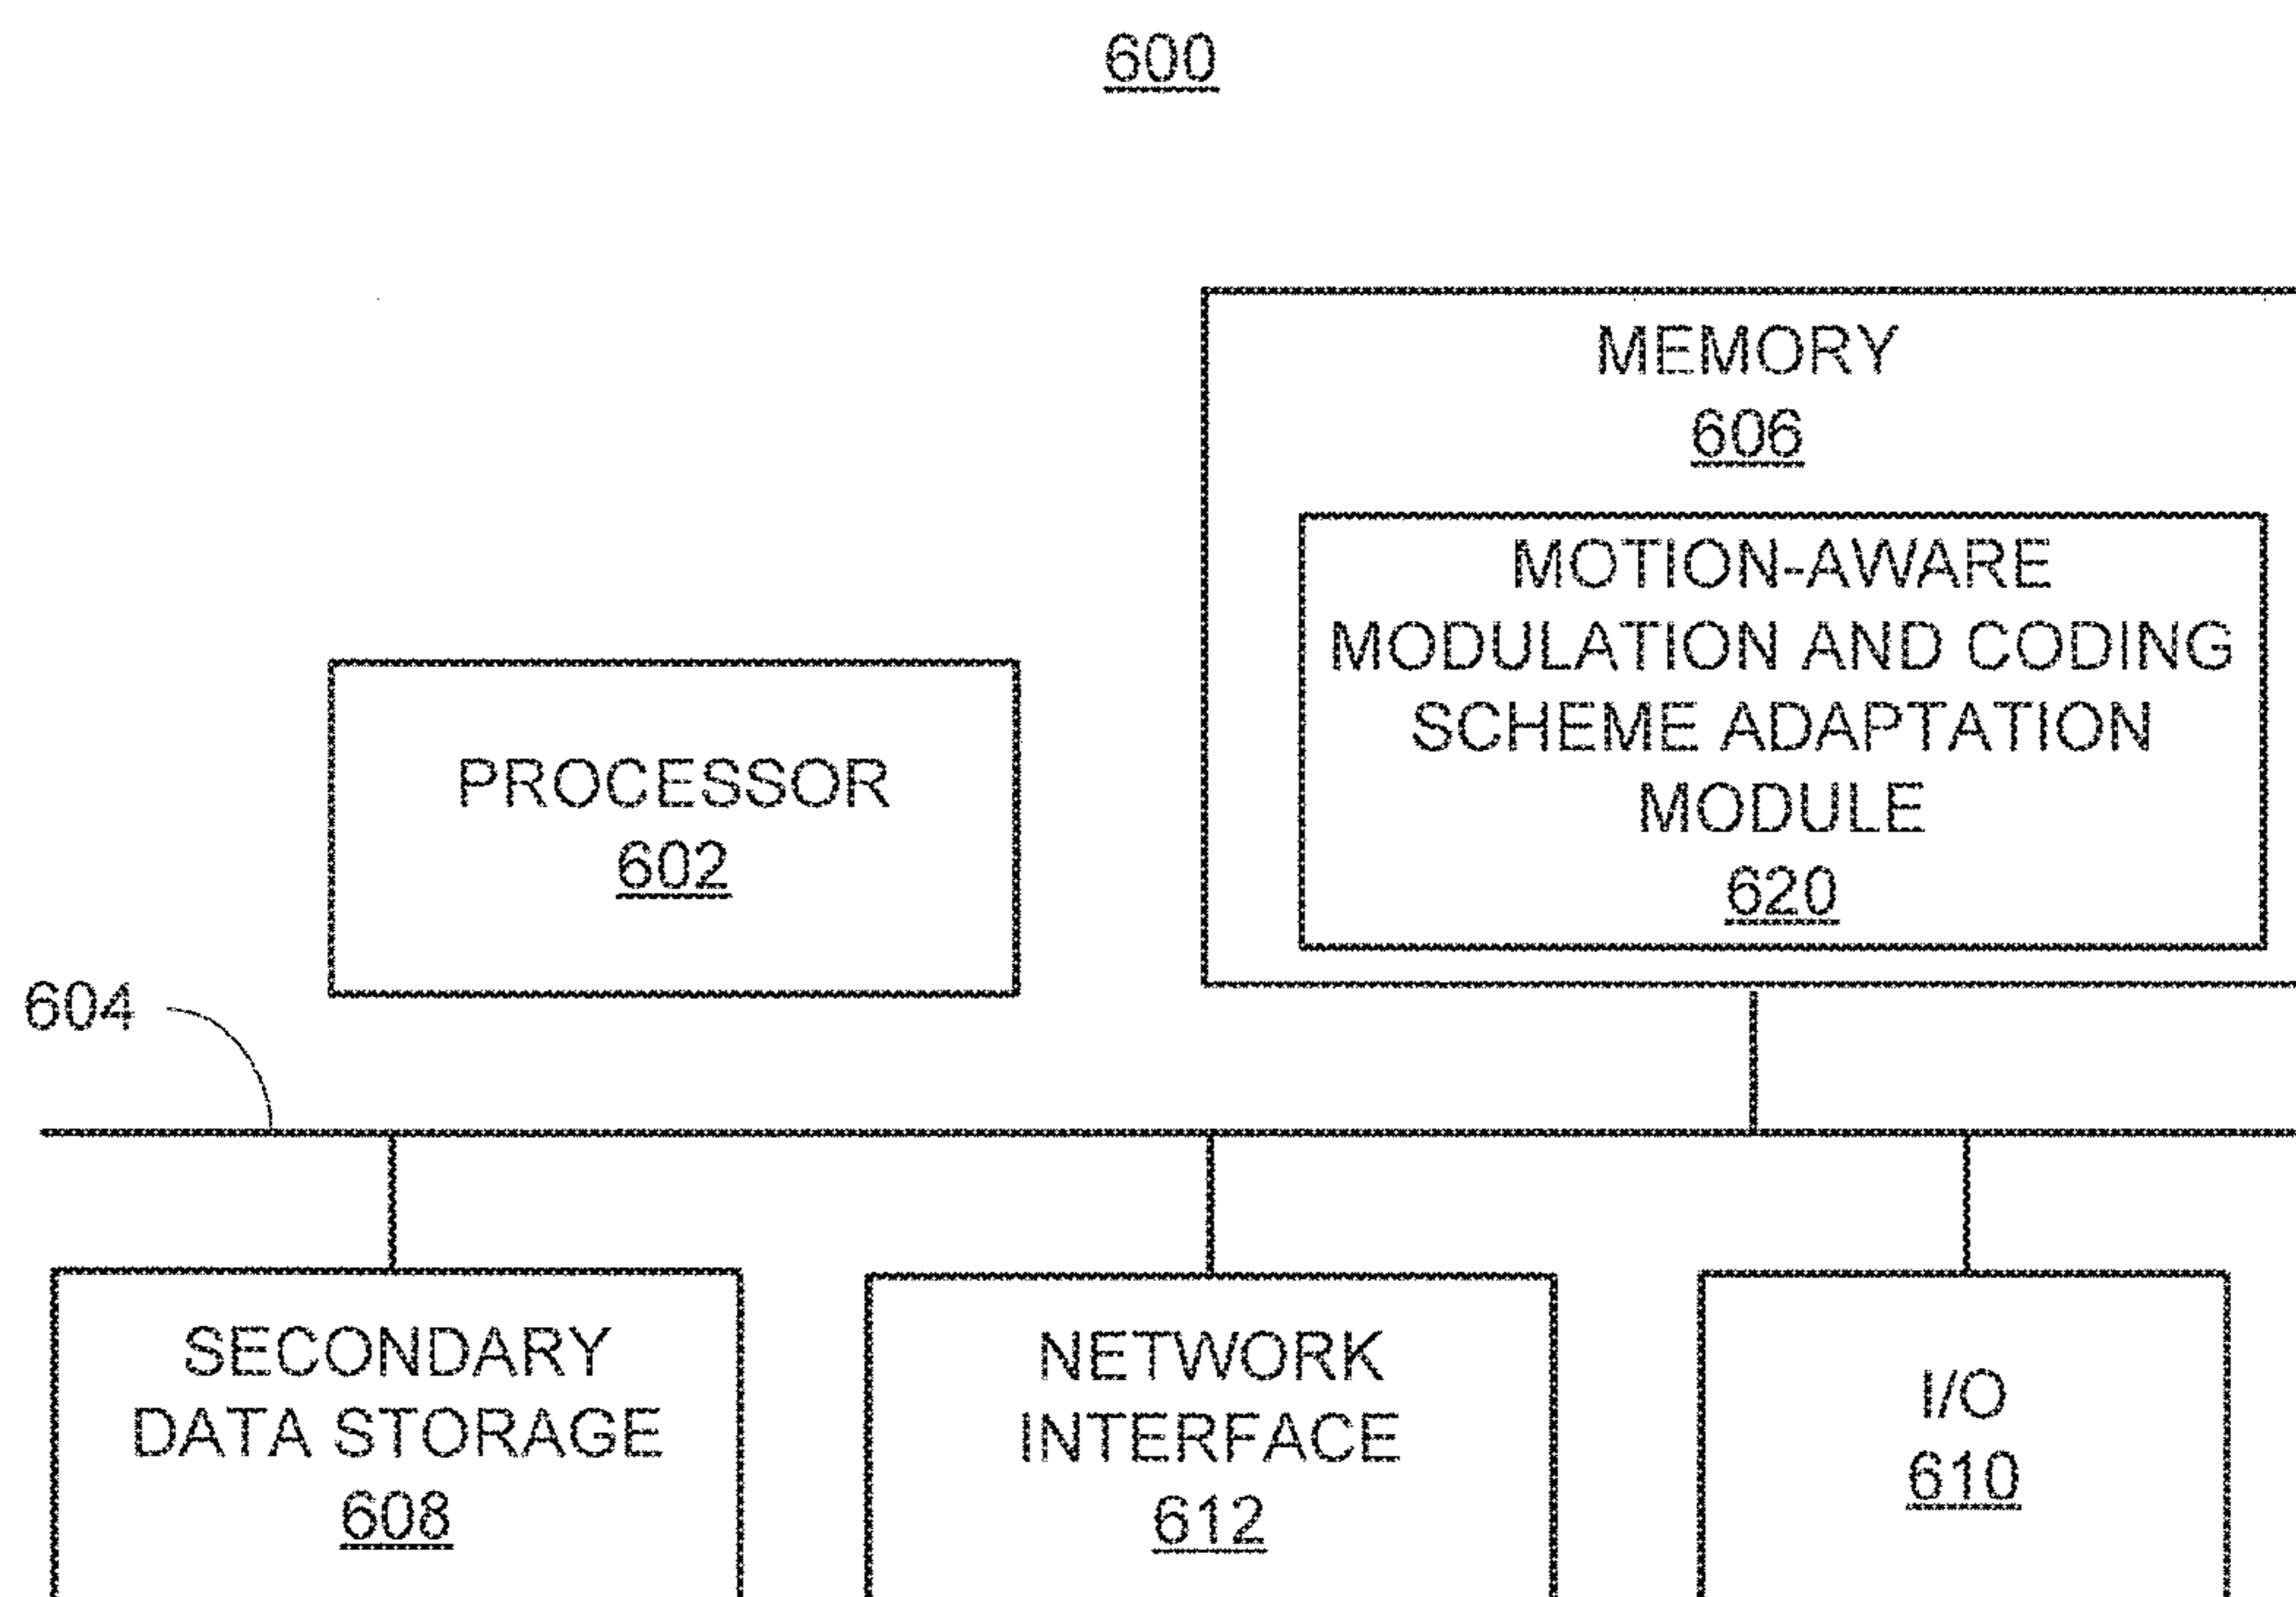 600
MEMORY
606
MOTION-AWARE
MODULATION AND CODING
SCHEME ADAPTATION
MODULE
620
PROCESSOR
602
604
SECONDARY
DATA STORAGE
608
NETWORK
INTERFACE
612
I/O
610